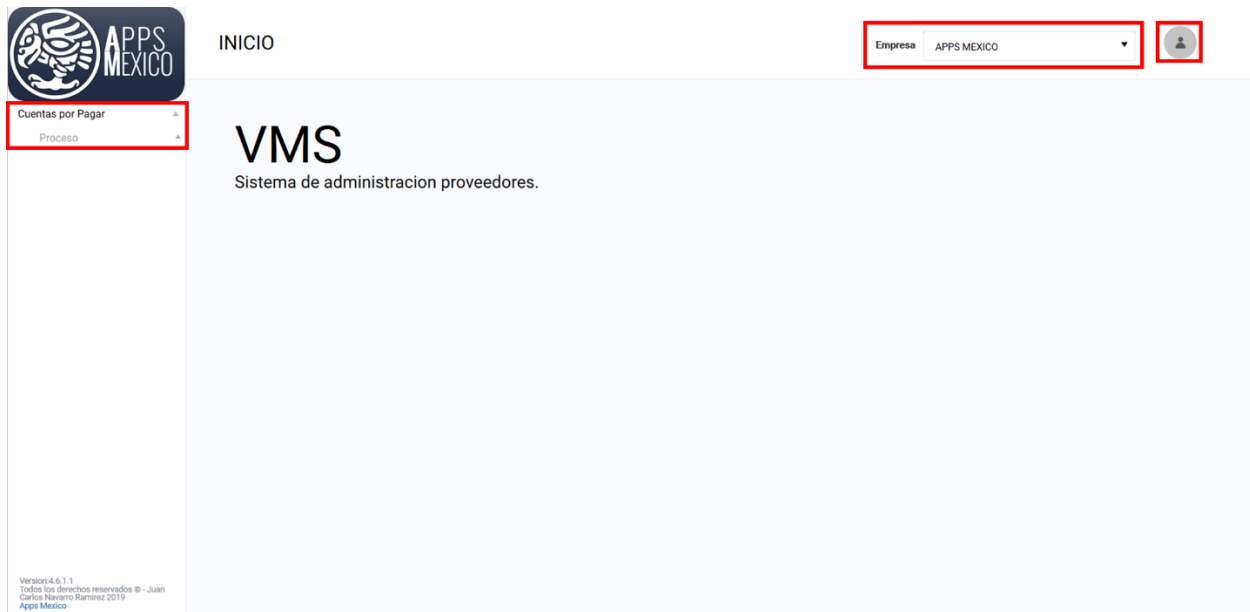 APPS
MEXICO
INICIO
Empresa
APPS MEXICO
Cuentas por Pagar
Proceso
VMS
Sistema de administracion proveedores.
Version:4.6.1.1
Todos los derechos reservados © - Juan
Carlos Navarro Ramirez 2019
Apps Mexico